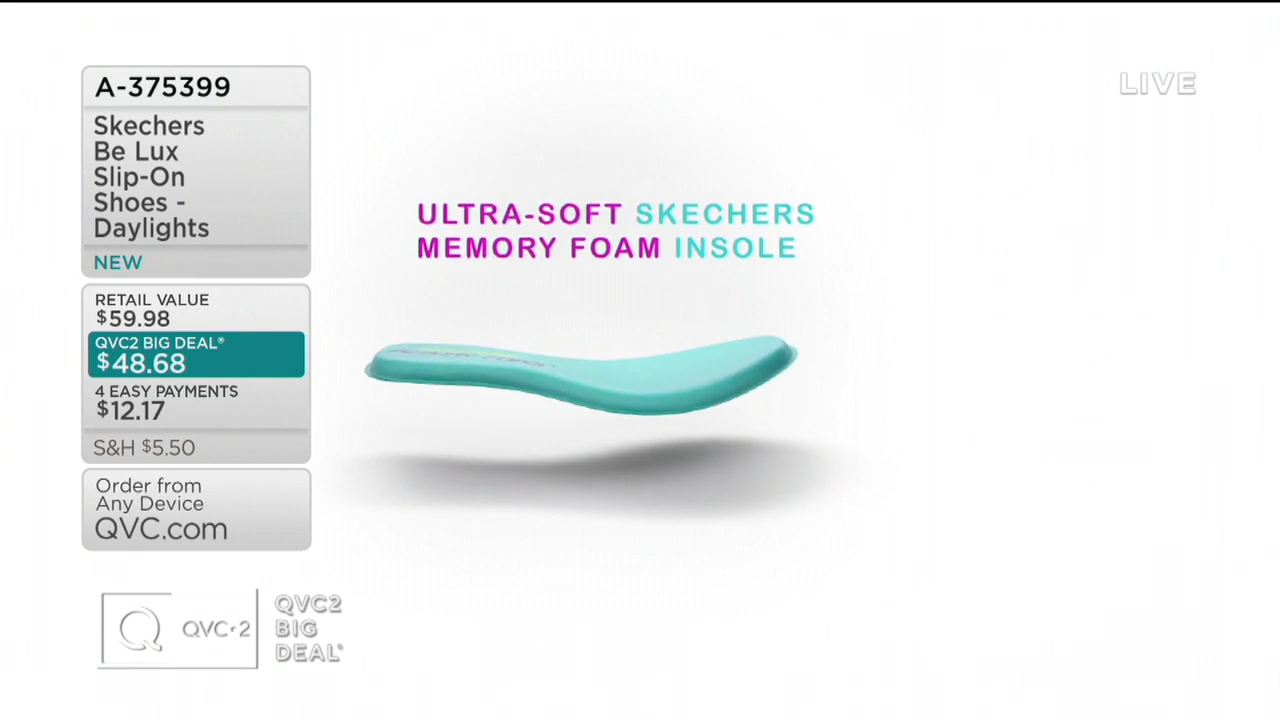 A-375399
Skechers
Be Lux
Slip-On
Shoes -
Daylights
NEW
RETAIL VALUE
$59.98
QVC2 BIG DEAL®
$48.68
4 EASY PAYMENTS
$12.17
S&H $5.50
Order from
Any Device
QVC.com
LIVE
ULTRA-SOFT SKECHERS
MEMORY FOAM INSOLE
Q QVC•2
QVC2
BIG
DEAL®